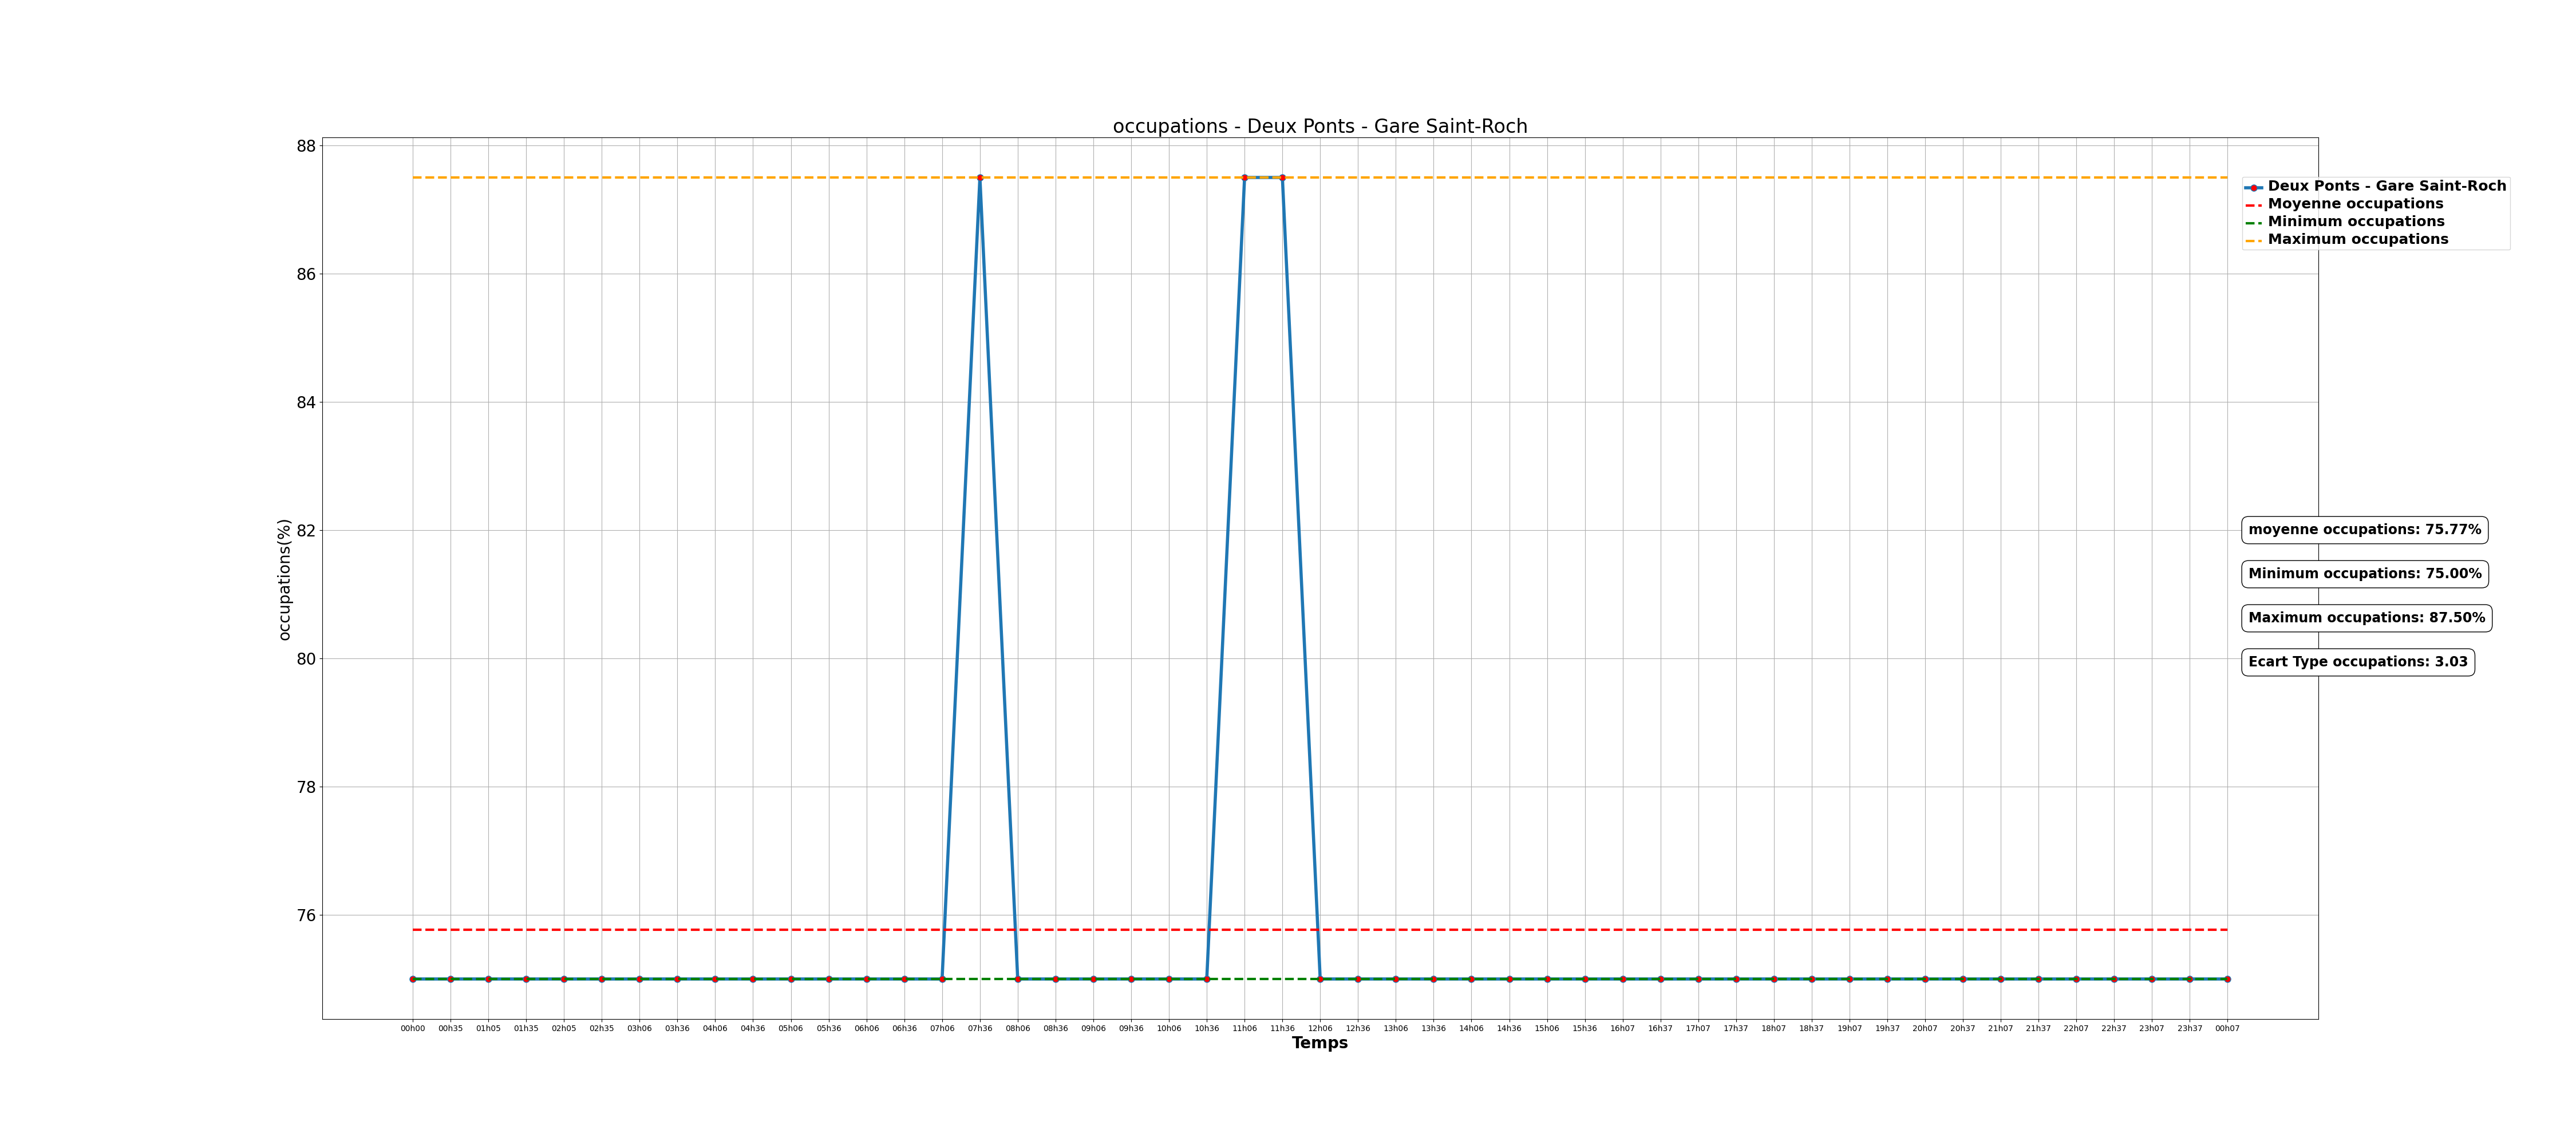 occupations - Deux Ponts - Gare Saint-Roch
88
86
84
82
80
78
76
occupations(%)
Deux Ponts - Gare Saint-Roch
Moyenne occupations
Minimum occupations
Maximum occupations
moyenne occupations: 75.77%
Minimum occupations: 75.00%
Maximum occupations: 87.50%
Ecart Type occupations: 3.03
00h00 00h35 01h05 01h35 02h05 02h35 03h06 03h36 04h06 04h36 05h06 05h36 06h06 06h36 07h06 07h36 08h06 08h36 09h06 09h36 10h06 10h36 11h06 11h36 12h06 12h36 13h06 13h36 14h06 14h36 15h06 15h36 16h07 16h37 17h07 17h37 18h07 18h37 19h07 19h37 20h07 20h37 21h07 21h37 22h07 22h37 23h07 23h37 00h07
Temps